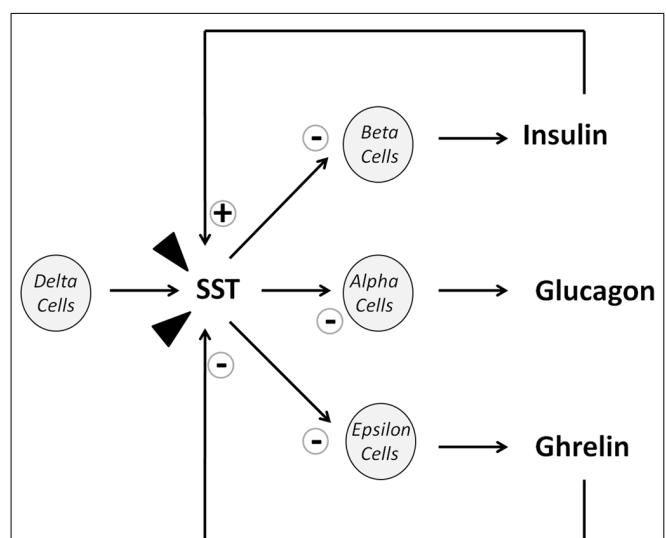 Beta
Cells
-
Insulin
+
Delta
Cells
SST
Alpha
Cells
-
Glucagon
-
Epsilon
Cells
-
Ghrelin